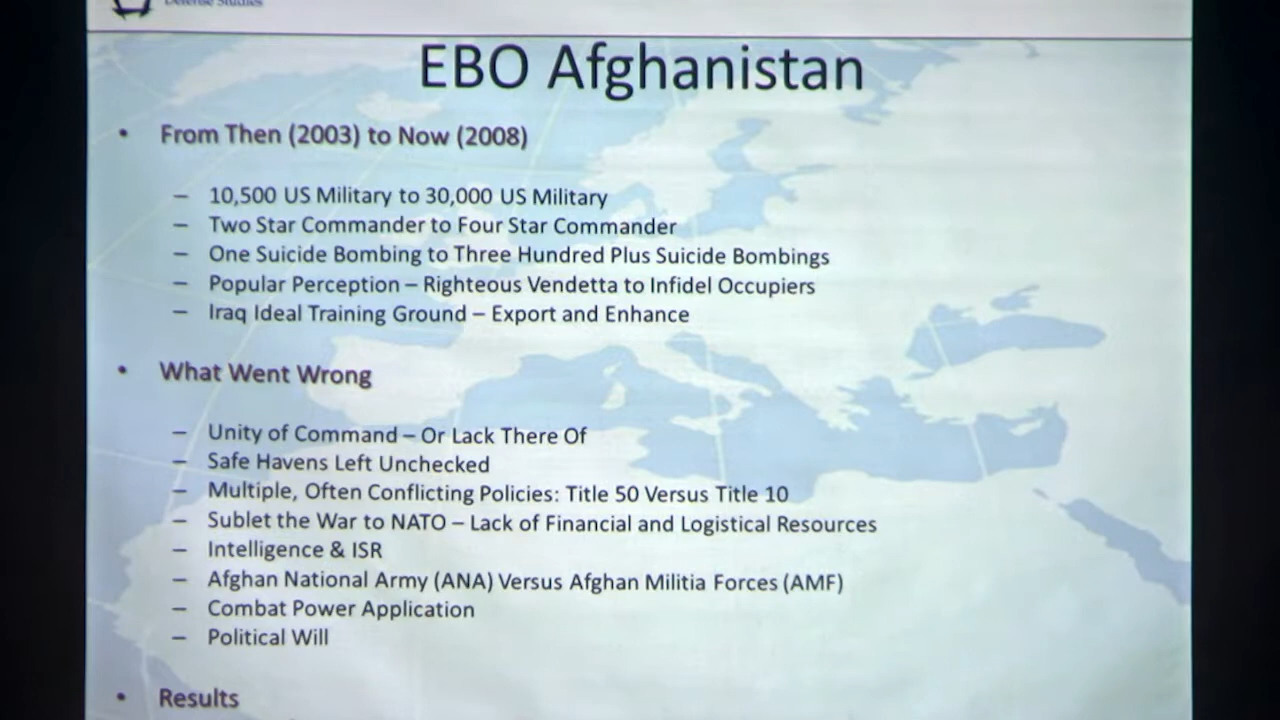 Defense Studies
EBO Afghanistan
• From Then (2003) to Now (2008)
– 10,500 US Military to 30,000 US Military
– Two Star Commander to Four Star Commander
– One Suicide Bombing to Three Hundred Plus Suicide Bombings
– Popular Perception – Righteous Vendetta to Infidel Occupiers
– Iraq Ideal Training Ground – Export and Enhance
• What Went Wrong
– Unity of Command – Or Lack There Of
– Safe Havens Left Unchecked
– Multiple, Often Conflicting Policies: Title 50 Versus Title 10
– Sublet the War to NATO – Lack of Financial and Logistical Resources
– Intelligence & ISR
– Afghan National Army (ANA) Versus Afghan Militia Forces (AMF)
– Combat Power Application
– Political Will
• Results